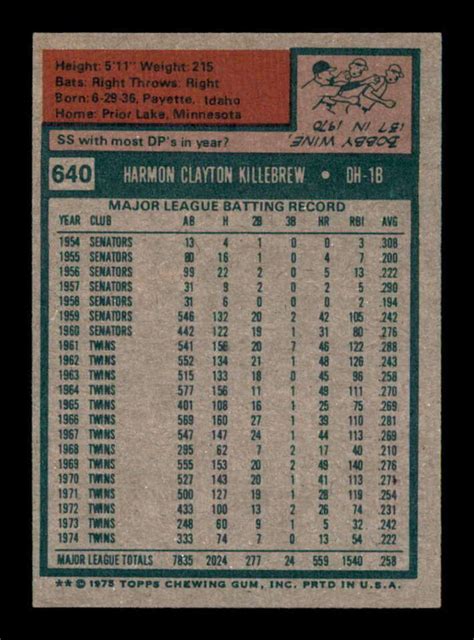 Height: 5'11" Weight: 215
Bats: Right Throws: Right
Born: 6-29-36, Payette, Idaho
Home: Prior Lake, Minnesota
SS with most DP's in year?
BOBBY WINE
137 IN 1970
640 HARMON CLAYTON KILLEBREW • DH-1B
MAJOR LEAGUE BATTING RECORD
YEAR CLUB AB H 2B 3B HR RBI AVG
1954 SENATORS 13 4 1 0 0 3 .308
1955 SENATORS 80 16 1 0 4 7 .200
1956 SENATORS 99 22 2 0 5 13 .222
1957 SENATORS 31 9 2 0 2 5 .290
1958 SENATORS 31 6 0 0 0 2 .194
1959 SENATORS 546 132 20 2 42 105 .242
1960 SENATORS 442 122 19 1 31 80 .276
1961 TWINS 541 156 20 7 46 122 .288
1962 TWINS 552 134 21 1 48 126 .243
1963 TWINS 515 133 18 0 45 96 .258
1964 TWINS 577 156 11 1 49 111 .270
1965 TWINS 401 108 16 1 25 75 .269
1966 TWINS 569 160 27 1 39 110 .281
1967 TWINS 547 147 24 1 44 113 .269
1968 TWINS 295 62 7 2 17 40 .210
1969 TWINS 555 153 20 2 49 140 .276
1970 TWINS 527 143 20 1 41 113 .271
1971 TWINS 500 127 19 1 28 119 .254
1972 TWINS 433 100 13 2 26 74 .231
1973 TWINS 248 60 9 1 5 32 .242
1974 TWINS 333 74 7 0 13 54 .222
MAJOR LEAGUE TOTALS 7835 2024 277 24 559 1540 .258
** © 1975 TOPPS CHEWING GUM, INC. PRTD IN U.S.A.